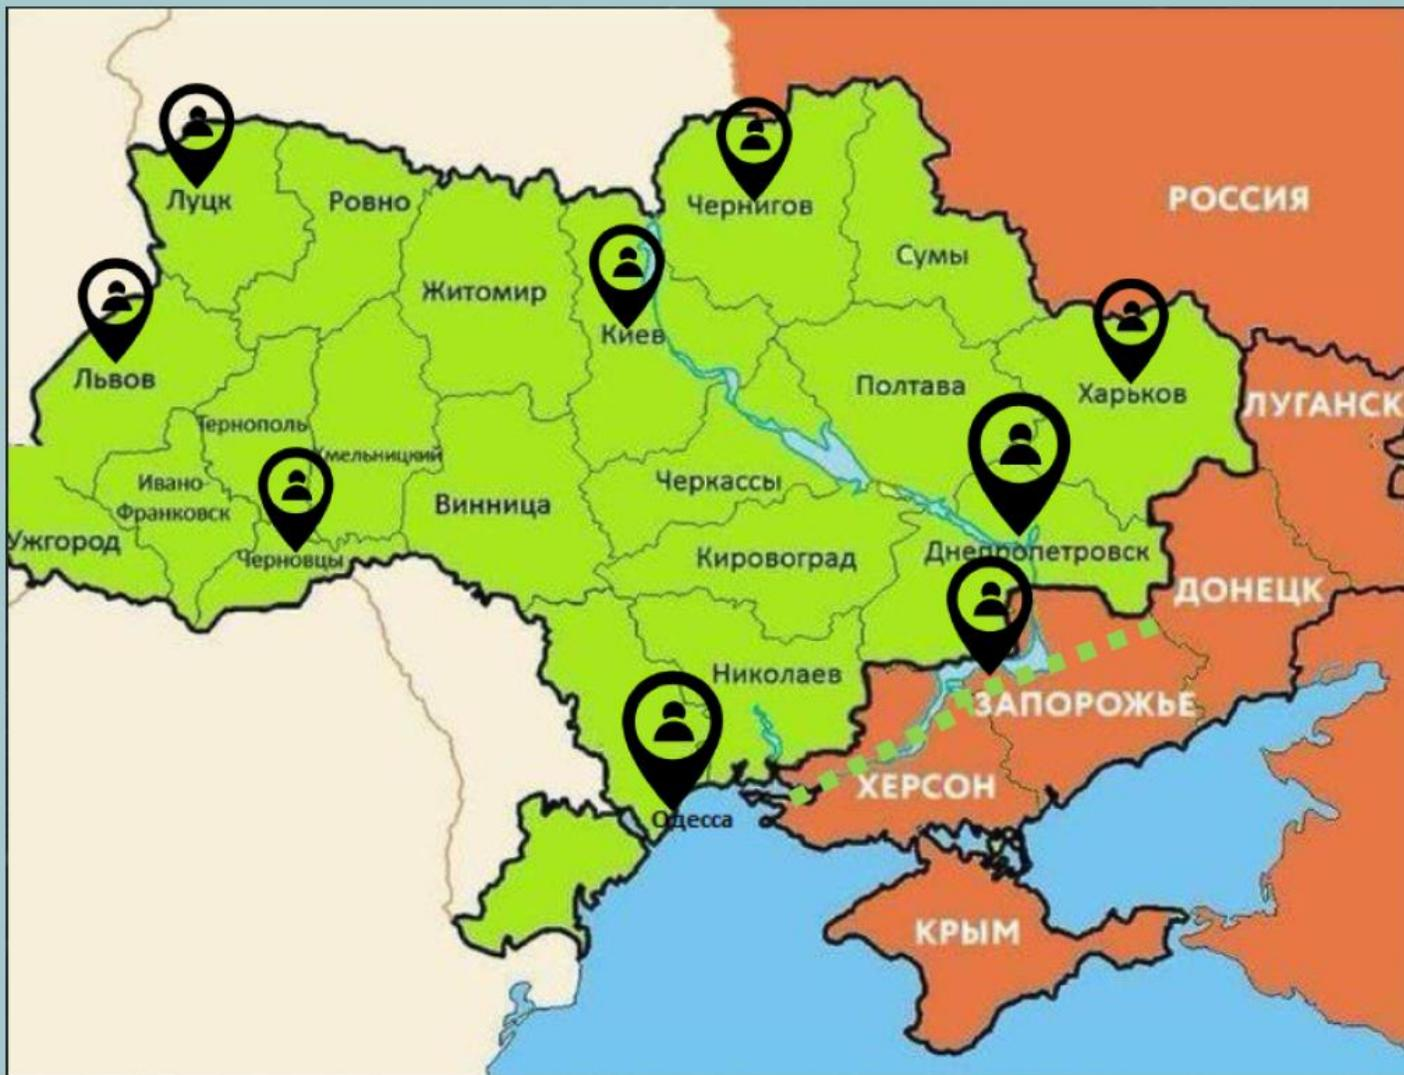 РОССИЯ
Луцк
Ровно
Чернигов
Сумы
Житомир
Киев
Львов
Полтава
Харьков
ЛУГАНСК
Тернополь
Хмельницкий
Черкассы
Ивано-
Франковск
Винница
Ужгород
Черновцы
Кировоград
Днепропетровск
ДОНЕЦК
Николаев
ЗАПОРОЖЬЕ
ХЕРСОН
Одесса
КРЫМ